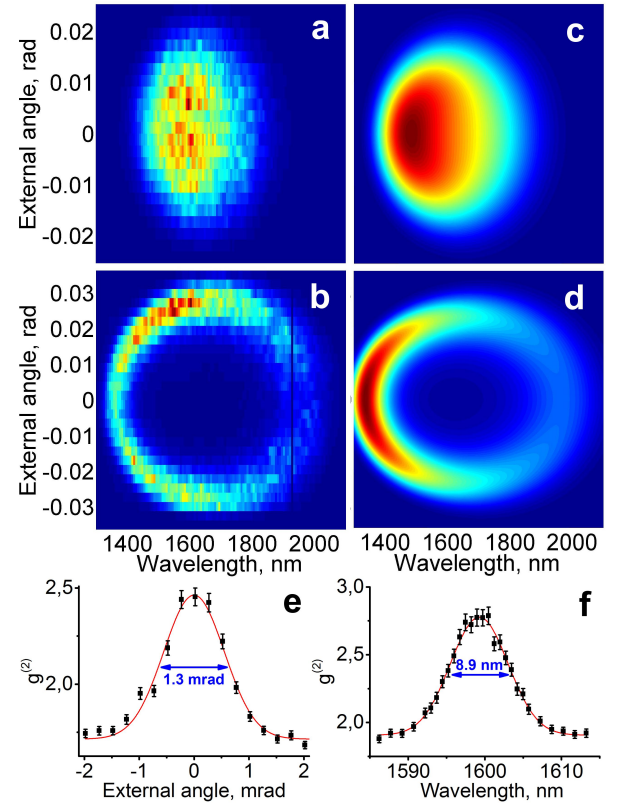 a
c
External angle, rad
0.02
0.01
0
-0.01
-0.02
b
d
External angle, rad
0.03
0.02
0.01
0
-0.01
-0.02
-0.03
1400 1600 1800 2000
Wavelength, nm
1400 1600 1800 2000
Wavelength, nm
e
g(2)
2,5
2,0
1.3 mrad
-2 -1 0 1 2
External angle, mrad
f
g(2)
3,0
2,5
2,0
8.9 nm
1590 1600 1610
Wavelength, nm